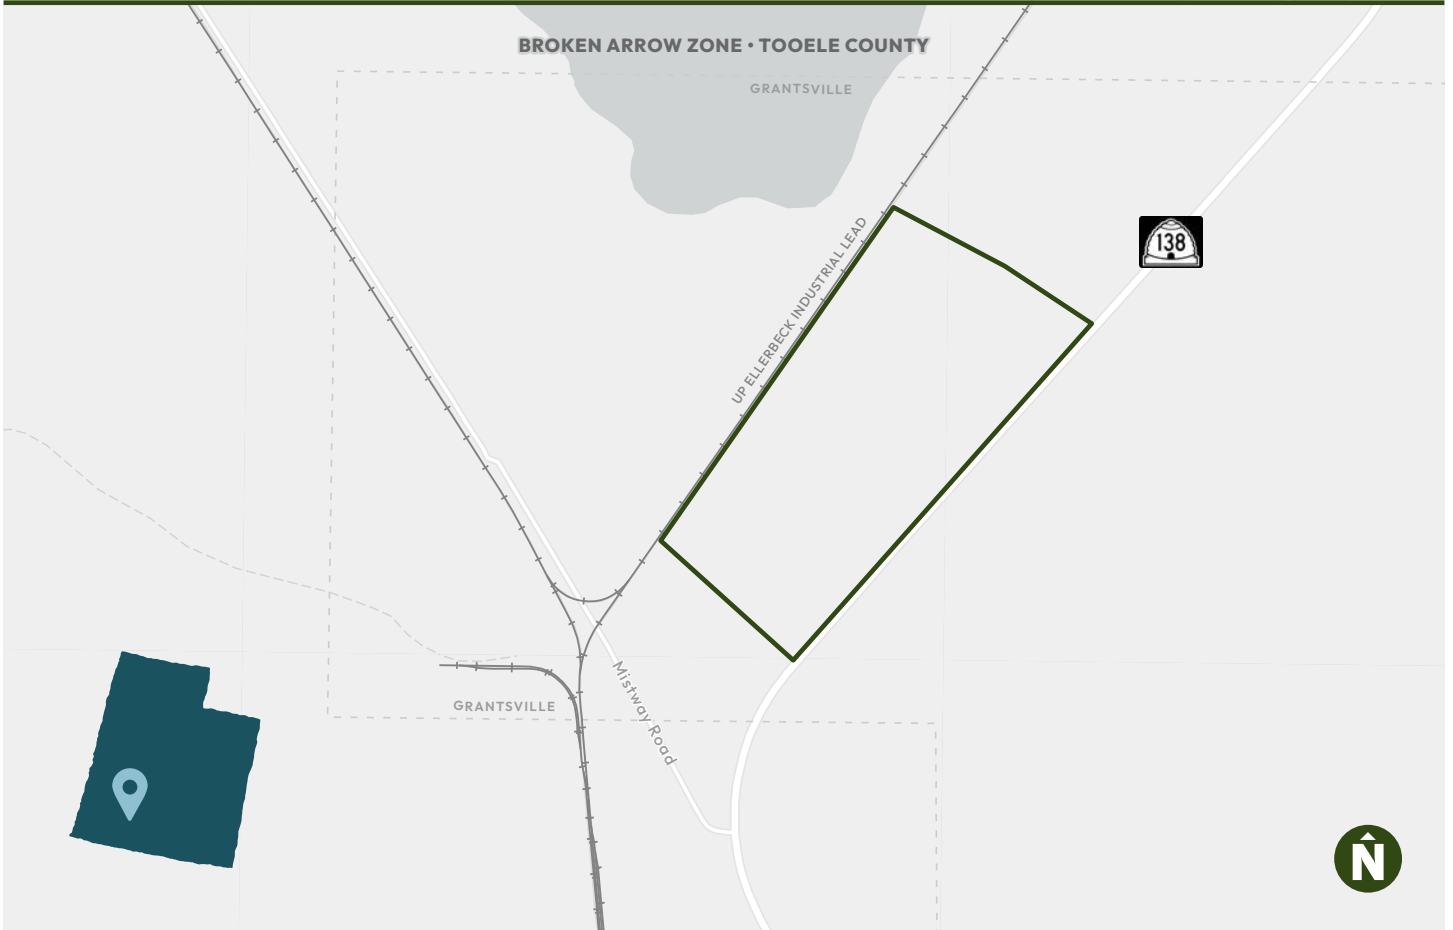 BROKEN ARROW ZONE • TOOELE COUNTY
GRANTSVILLE
UP ELLERBECK INDUSTRIAL LEAD
138
GRANTSVILLE
Mistway Road
N